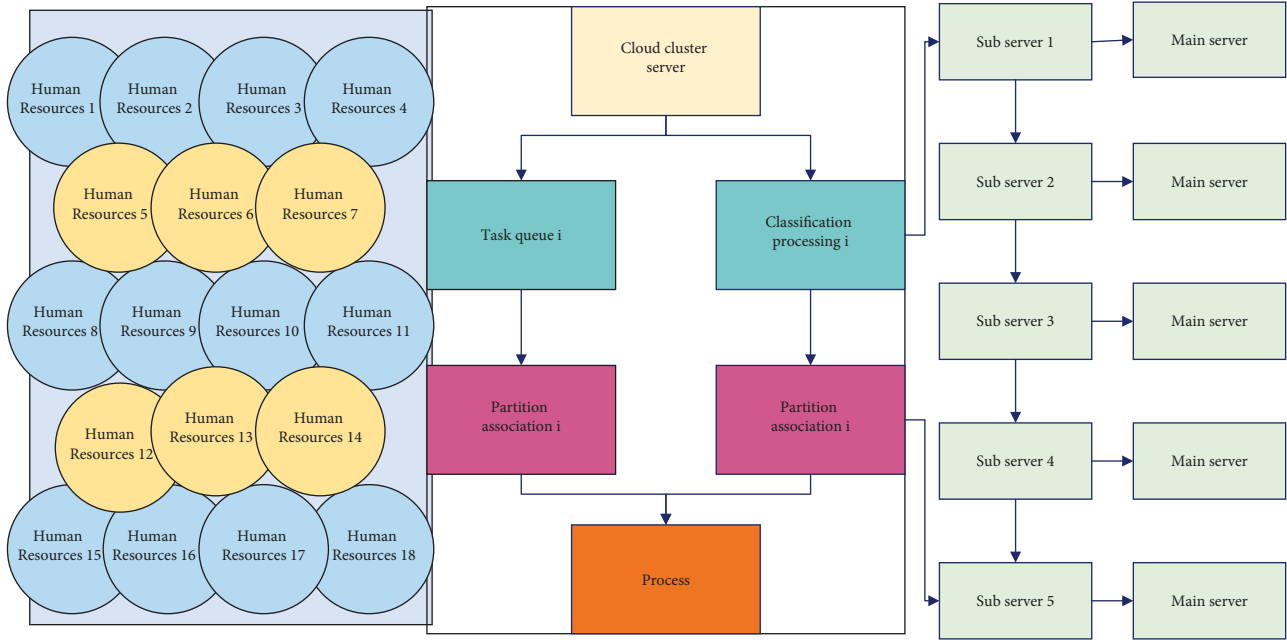 Human
Resources 1
Human
Resources 2
Human
Resources 3
Human
Resources 4
Human
Resources 5
Human
Resources 6
Human
Resources 7
Human
Resources 8
Human
Resources 9
Human
Resources 10
Human
Resources 11
Human
Resources 12
Human
Resources 13
Human
Resources 14
Human
Resources 15
Human
Resources 16
Human
Resources 17
Human
Resources 18
Cloud cluster
server
Task queue i
Classification
processing i
Partition
association i
Partition
association i
Process
Sub server 1
Main server
Sub server 2
Main server
Sub server 3
Main server
Sub server 4
Main server
Sub server 5
Main server